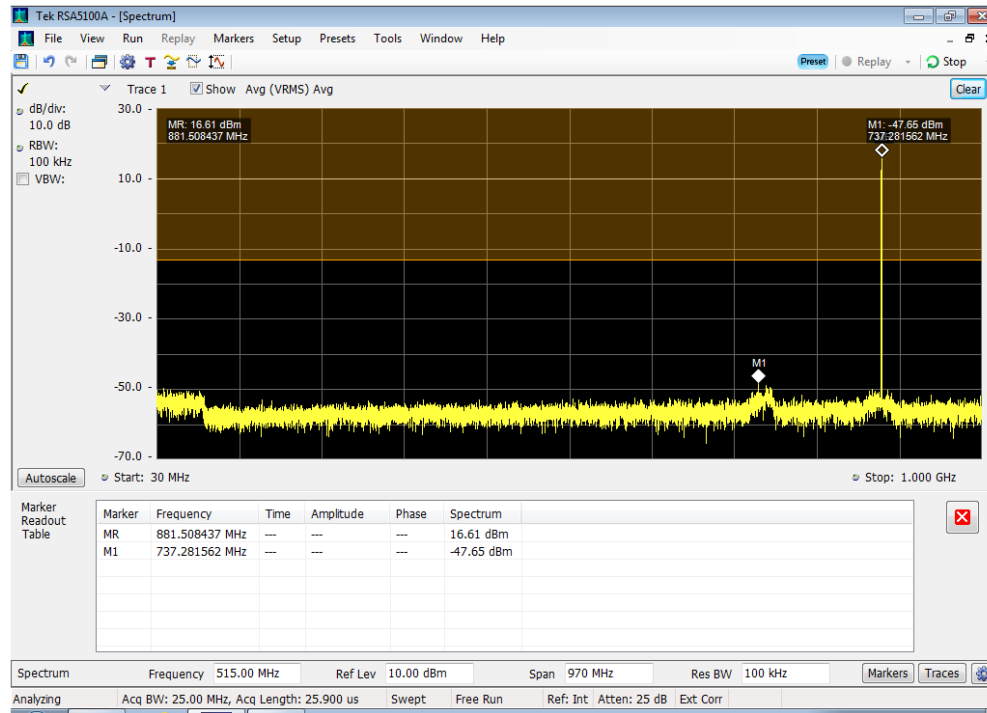 Tek RSA5100A - [Spectrum]
File View Run Replay Markers Setup Presets Tools Window Help
T Preset Replay Stop
Trace 1 Show Avg (VRMS) Avg Clear
dB/div:
10.0 dB
RBW:
100 kHz
VBW:
30.0
10.0
-10.0
-30.0
-50.0
-70.0
MR: 16.61 dBm
881.508437 MHz
M1: -47.65 dBm
737.281562 MHz
M1
Autoscale Start: 30 MHz Stop: 1.000 GHz
Marker
Readout
Table
Marker Frequency Time Amplitude Phase Spectrum
MR 881.508437 MHz --- --- --- 16.61 dBm
M1 737.281562 MHz --- --- --- -47.65 dBm
Spectrum Frequency 515.00 MHz Ref Lev 10.00 dBm Span 970 MHz Res BW 100 kHz Markers Traces
Analyzing Acq BW: 25.00 MHz, Acq Length: 25.900 us Swept Free Run Ref: Int Atten: 25 dB Ext Corr